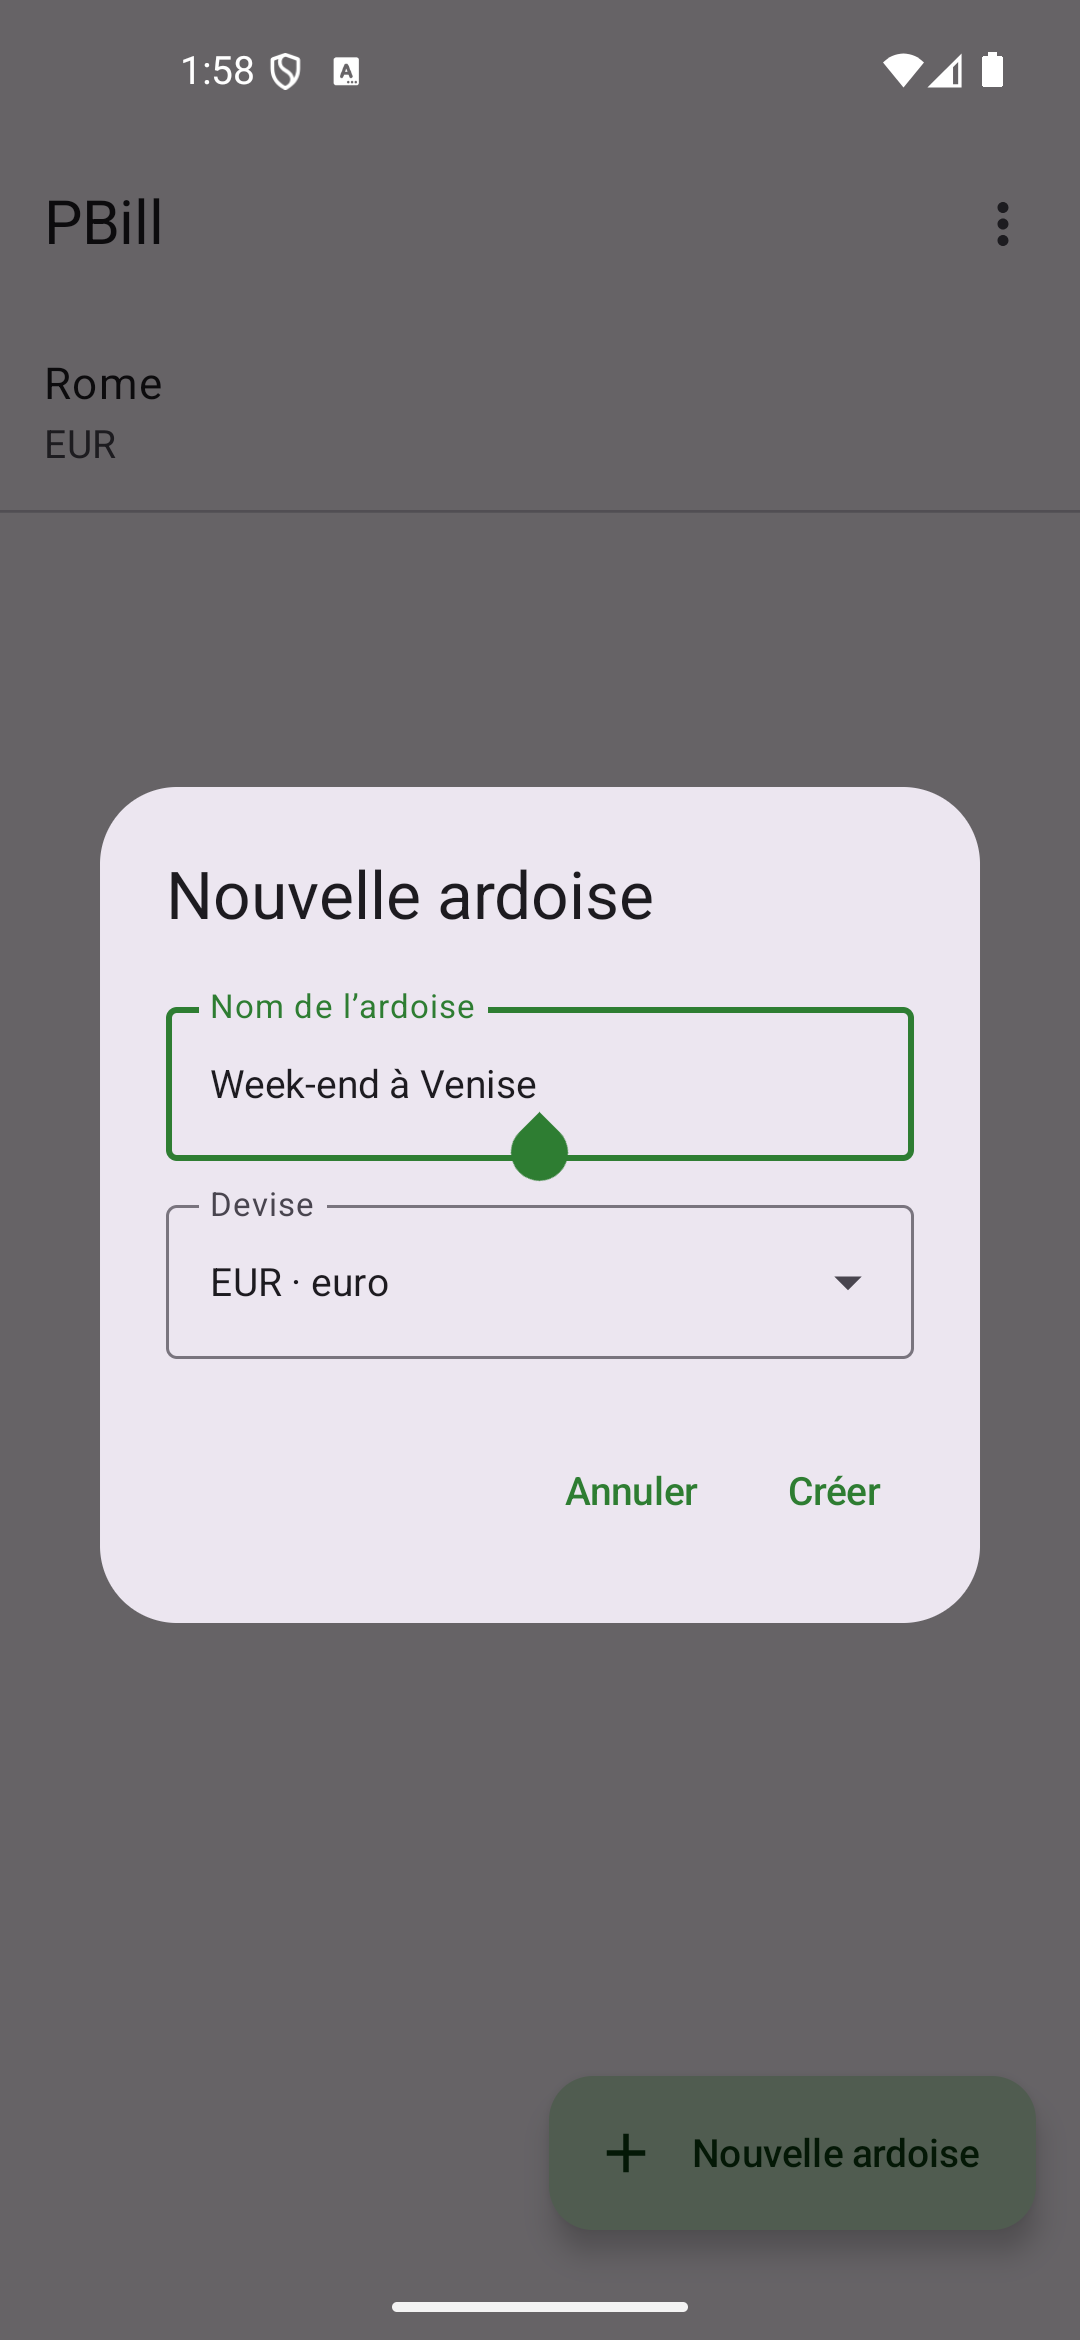 1:58
PBill
Rome
EUR
Nouvelle ardoise
Nom de l’ardoise
Week-end à Venise
Devise
EUR · euro
Annuler
Créer
Nouvelle ardoise